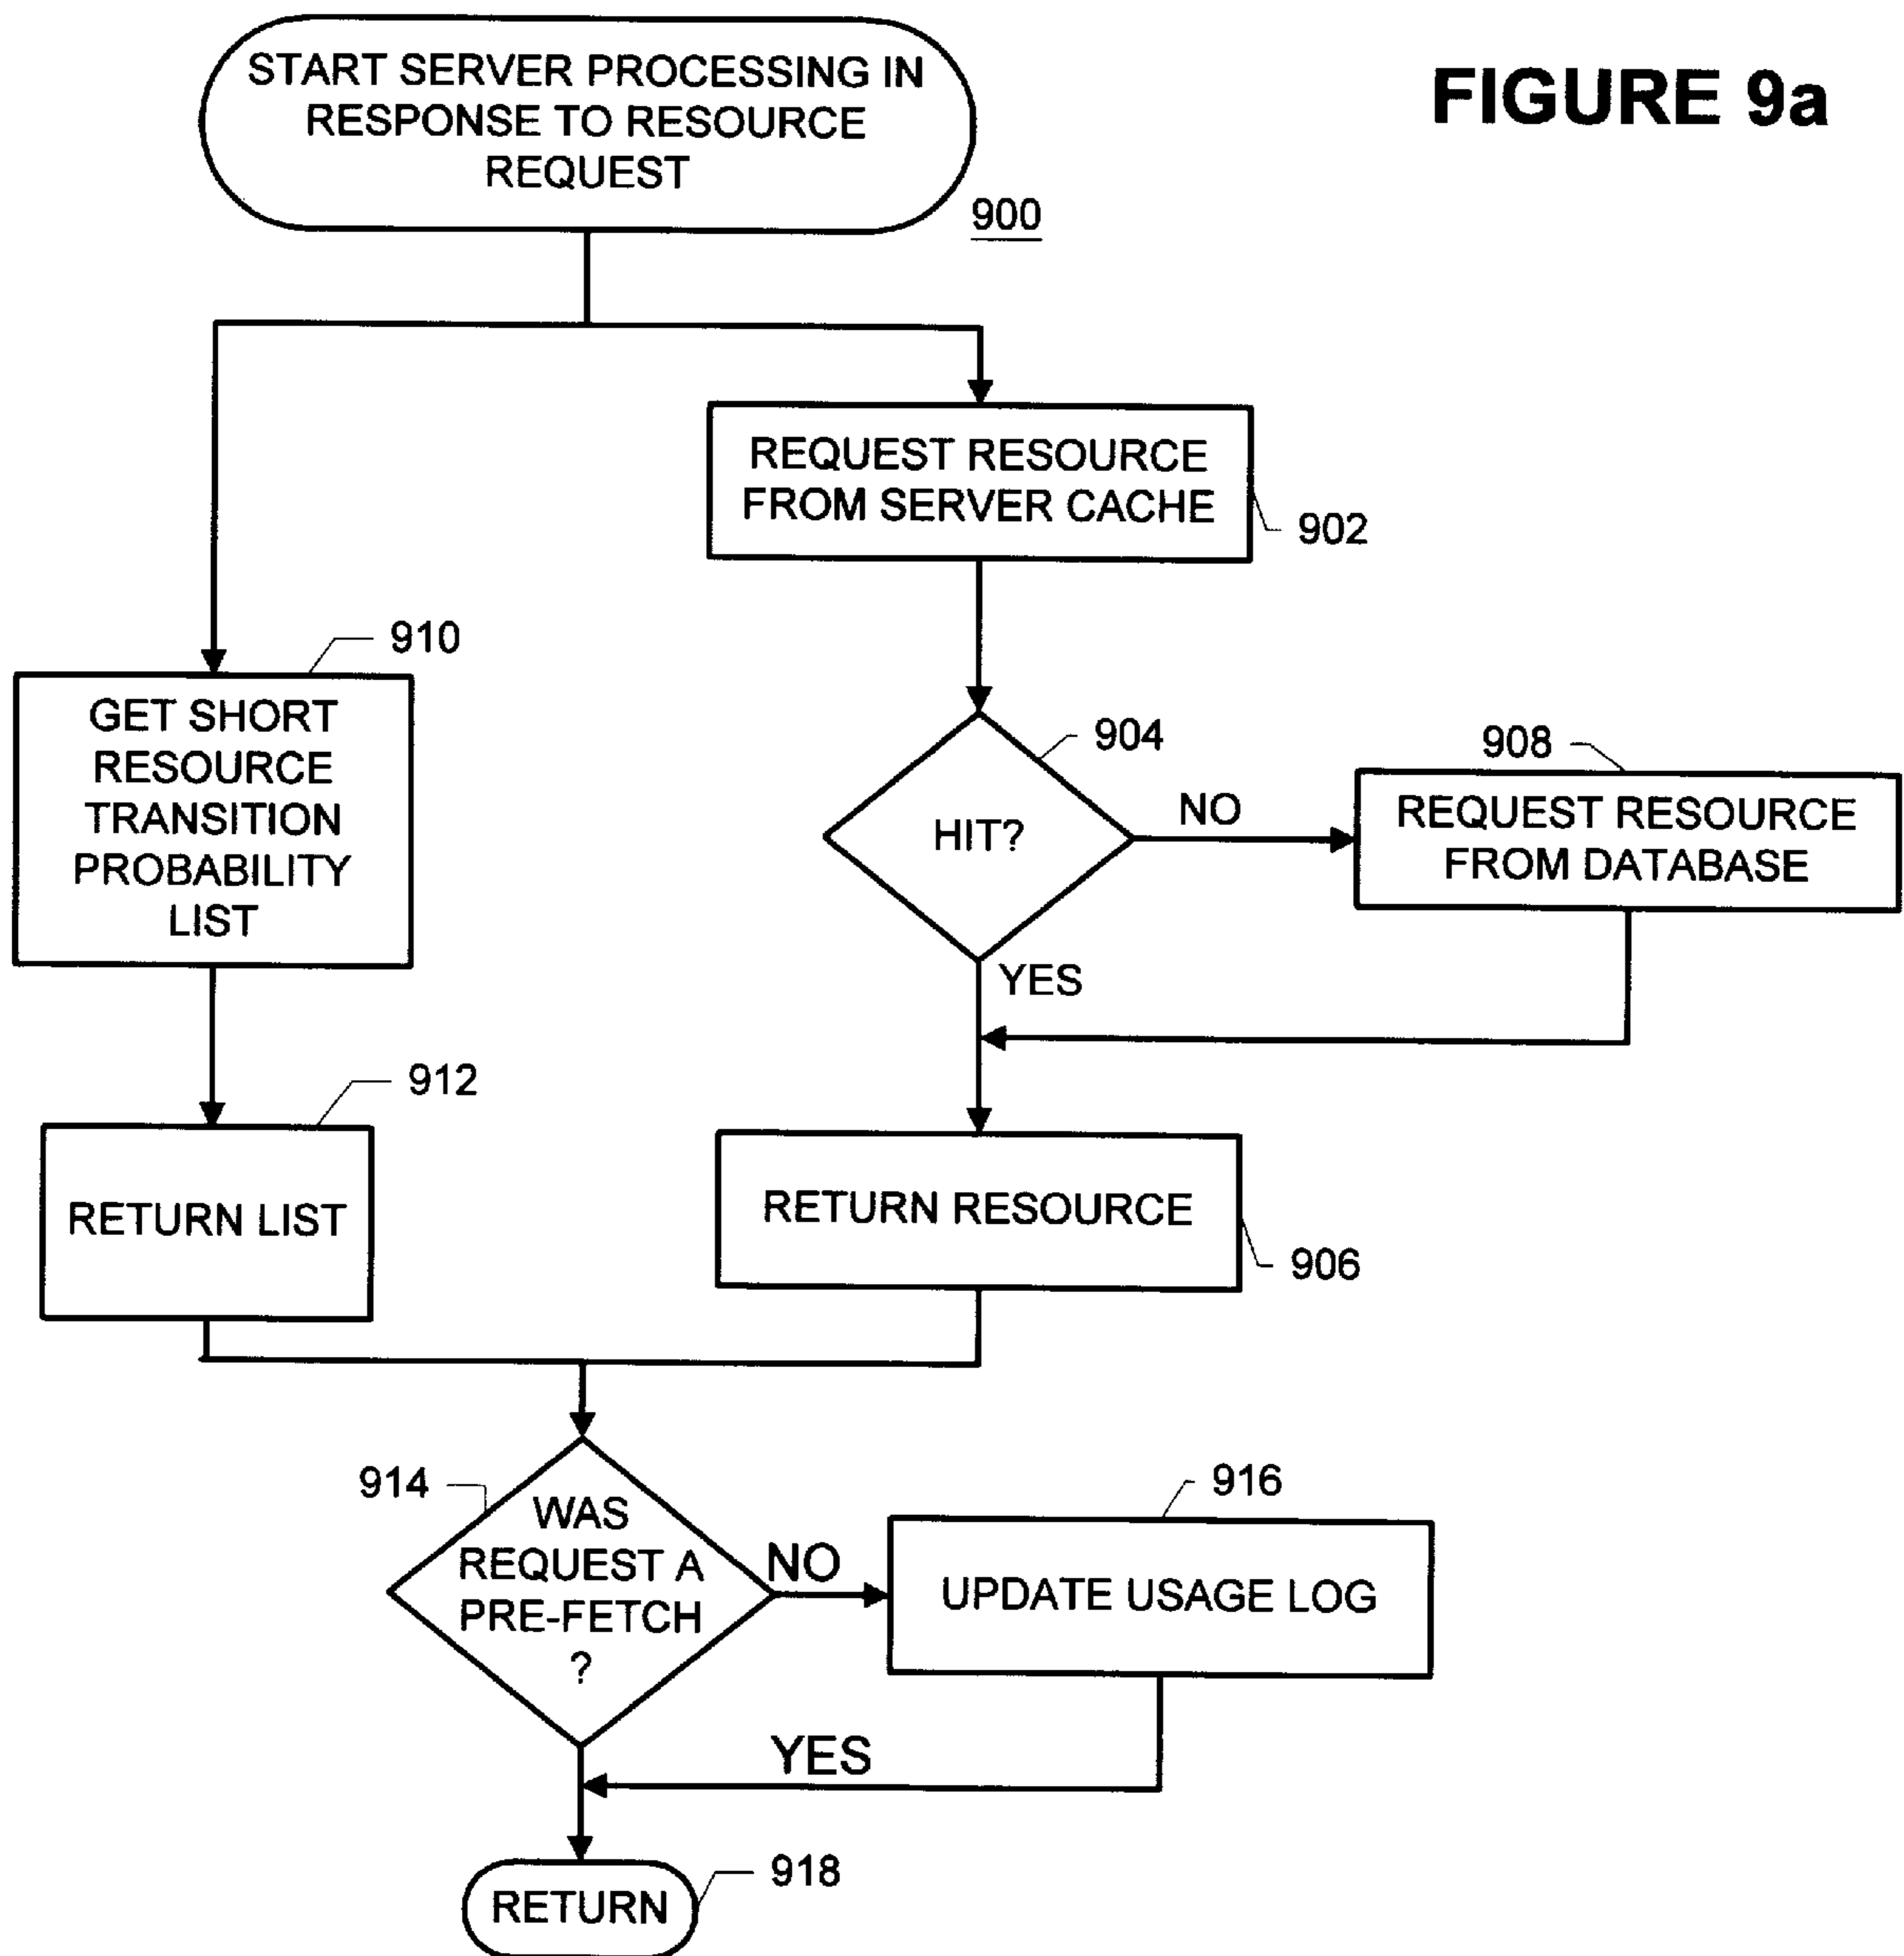 FIGURE 9a
START SERVER PROCESSING IN
RESPONSE TO RESOURCE
REQUEST
900
REQUEST RESOURCE
FROM SERVER CACHE
902
910
GET SHORT
RESOURCE
TRANSITION
PROBABILITY
LIST
904
HIT?
NO
YES
908
REQUEST RESOURCE
FROM DATABASE
912
RETURN LIST
RETURN RESOURCE
906
914
WAS
REQUEST A
PRE-FETCH
?
NO
916
UPDATE USAGE LOG
YES
RETURN
918